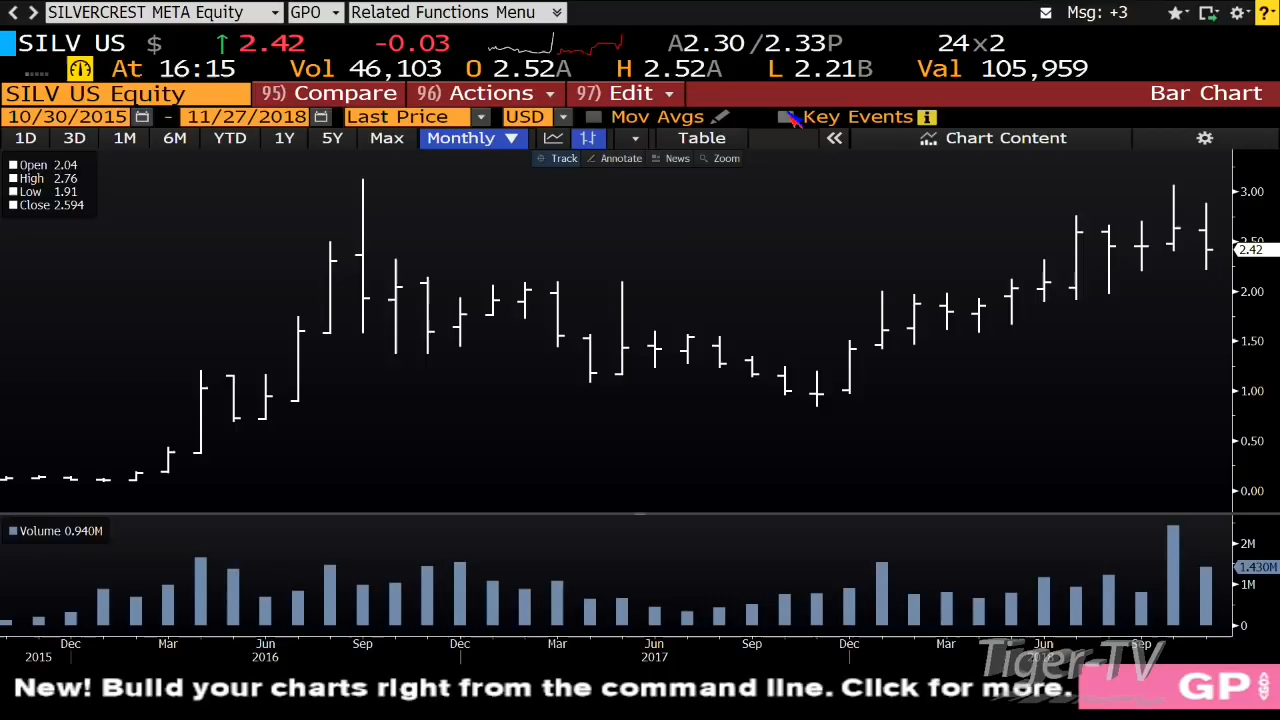 SILVERCREST META Equity GPO Related Functions Menu Msg: +3 ?
SILV US $ ↑ 2.42 -0.03 A2.30 /2.33P 24x2
At 16:15 Vol 46,103 O 2.52A H 2.52A L 2.21B Val 105,959
SILV US Equity 95) Compare 96) Actions 97) Edit Bar Chart
10/30/2015 - 11/27/2018 Last Price USD Mov Avgs Key Events i
1D 3D 1M 6M YTD 1Y 5Y Max Monthly ▼ Table « Chart Content
Track Annotate News Zoom
Open 2.04
High 2.76
Low 1.91
Close 2.594
3.00
2.50
2.42
2.00
1.50
1.00
0.50
0.00
Volume 0.940M
2M
1.430M
1M
0
Dec Mar Jun Sep Dec Mar Jun Sep Dec Mar Jun Sep
2015 2016 2017 2018
Tiger-TV
New! Build your charts right from the command line. Click for more. GP